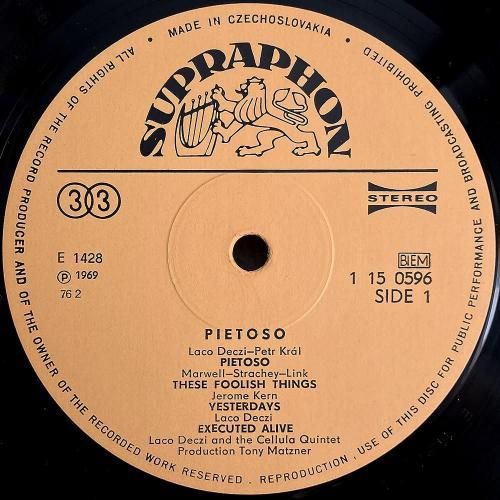 ALL RIGHTS OF THE RECORD PRODUCER AND OF THE OWNER OF THE RECORDED WORK RESERVED . REPRODUCTION , USE OF THIS DISC FOR PUBLIC PERFORMANCE AND BROADCASTING PROHIBITED
• MADE IN CZECHOSLOVAKIA •
SUPRAPHON
33
STEREO
E 1428
BIEM
℗ 1969
1 15 0596
76 2
SIDE 1
PIETOSO
Laco Deczi—Petr Král
PIETOSO
Marwell—Strachey—Link
THESE FOOLISH THINGS
Jerome Kern
YESTERDAYS
Laco Deczi
EXECUTED ALIVE
Laco Deczi and the Cellula Quintet
Production Tony Matzner